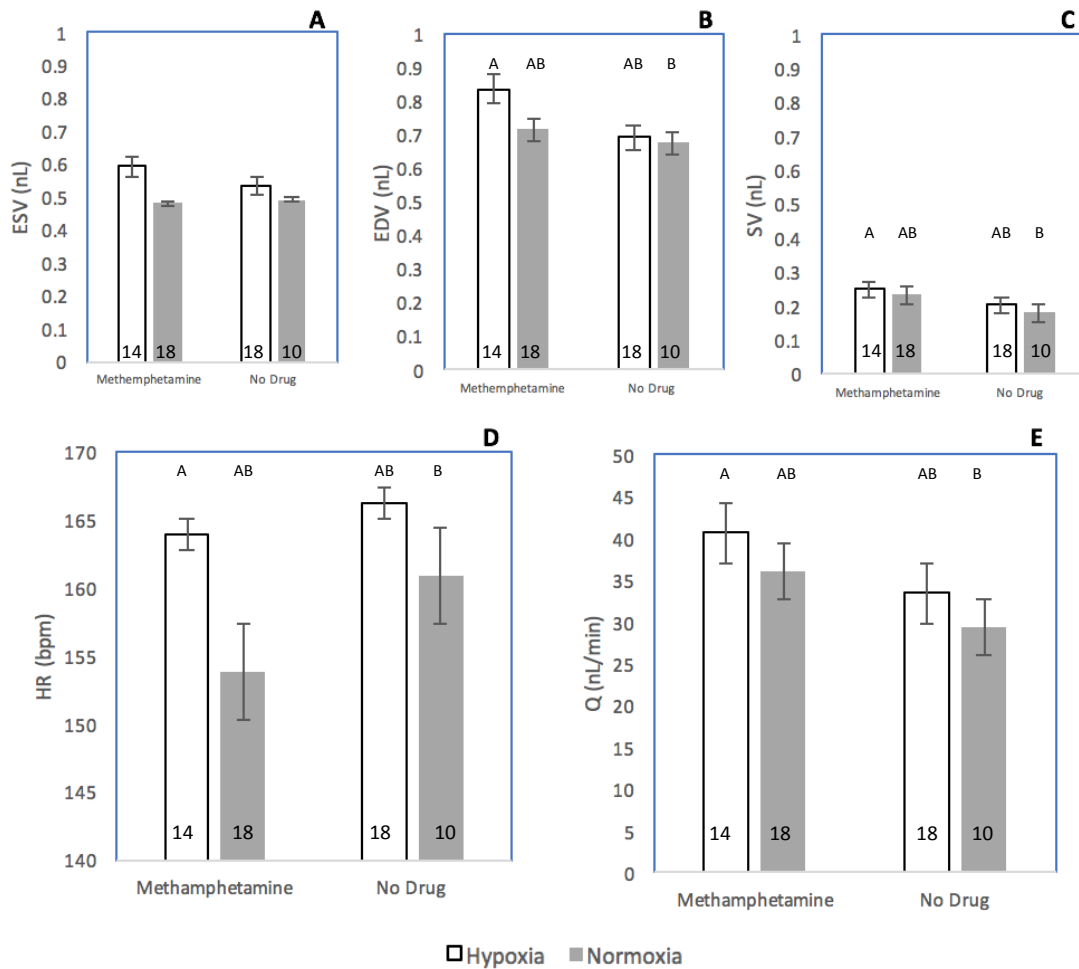 A
ESV (nL)
1
0.9
0.8
0.7
0.6
0.5
0.4
0.3
0.2
0.1
0
14
18
18
10
Methemphetamine
No Drug
B
EDV (nL)
1
0.9
0.8
0.7
0.6
0.5
0.4
0.3
0.2
0.1
0
A
AB
AB
B
14
18
18
10
Methemphetamine
No Drug
C
SV (nL)
1
0.9
0.8
0.7
0.6
0.5
0.4
0.3
0.2
0.1
0
A
AB
AB
B
14
18
18
10
Methamphetamine
No Drug
D
HR (bpm)
170
165
160
155
150
145
140
A
AB
AB
B
14
18
18
10
Methamphetamine
No Drug
E
Q (nL/min)
50
45
40
35
30
25
20
15
10
5
0
A
AB
AB
B
14
18
18
10
Methamphetamine
No Drug
Hypoxia
Normoxia